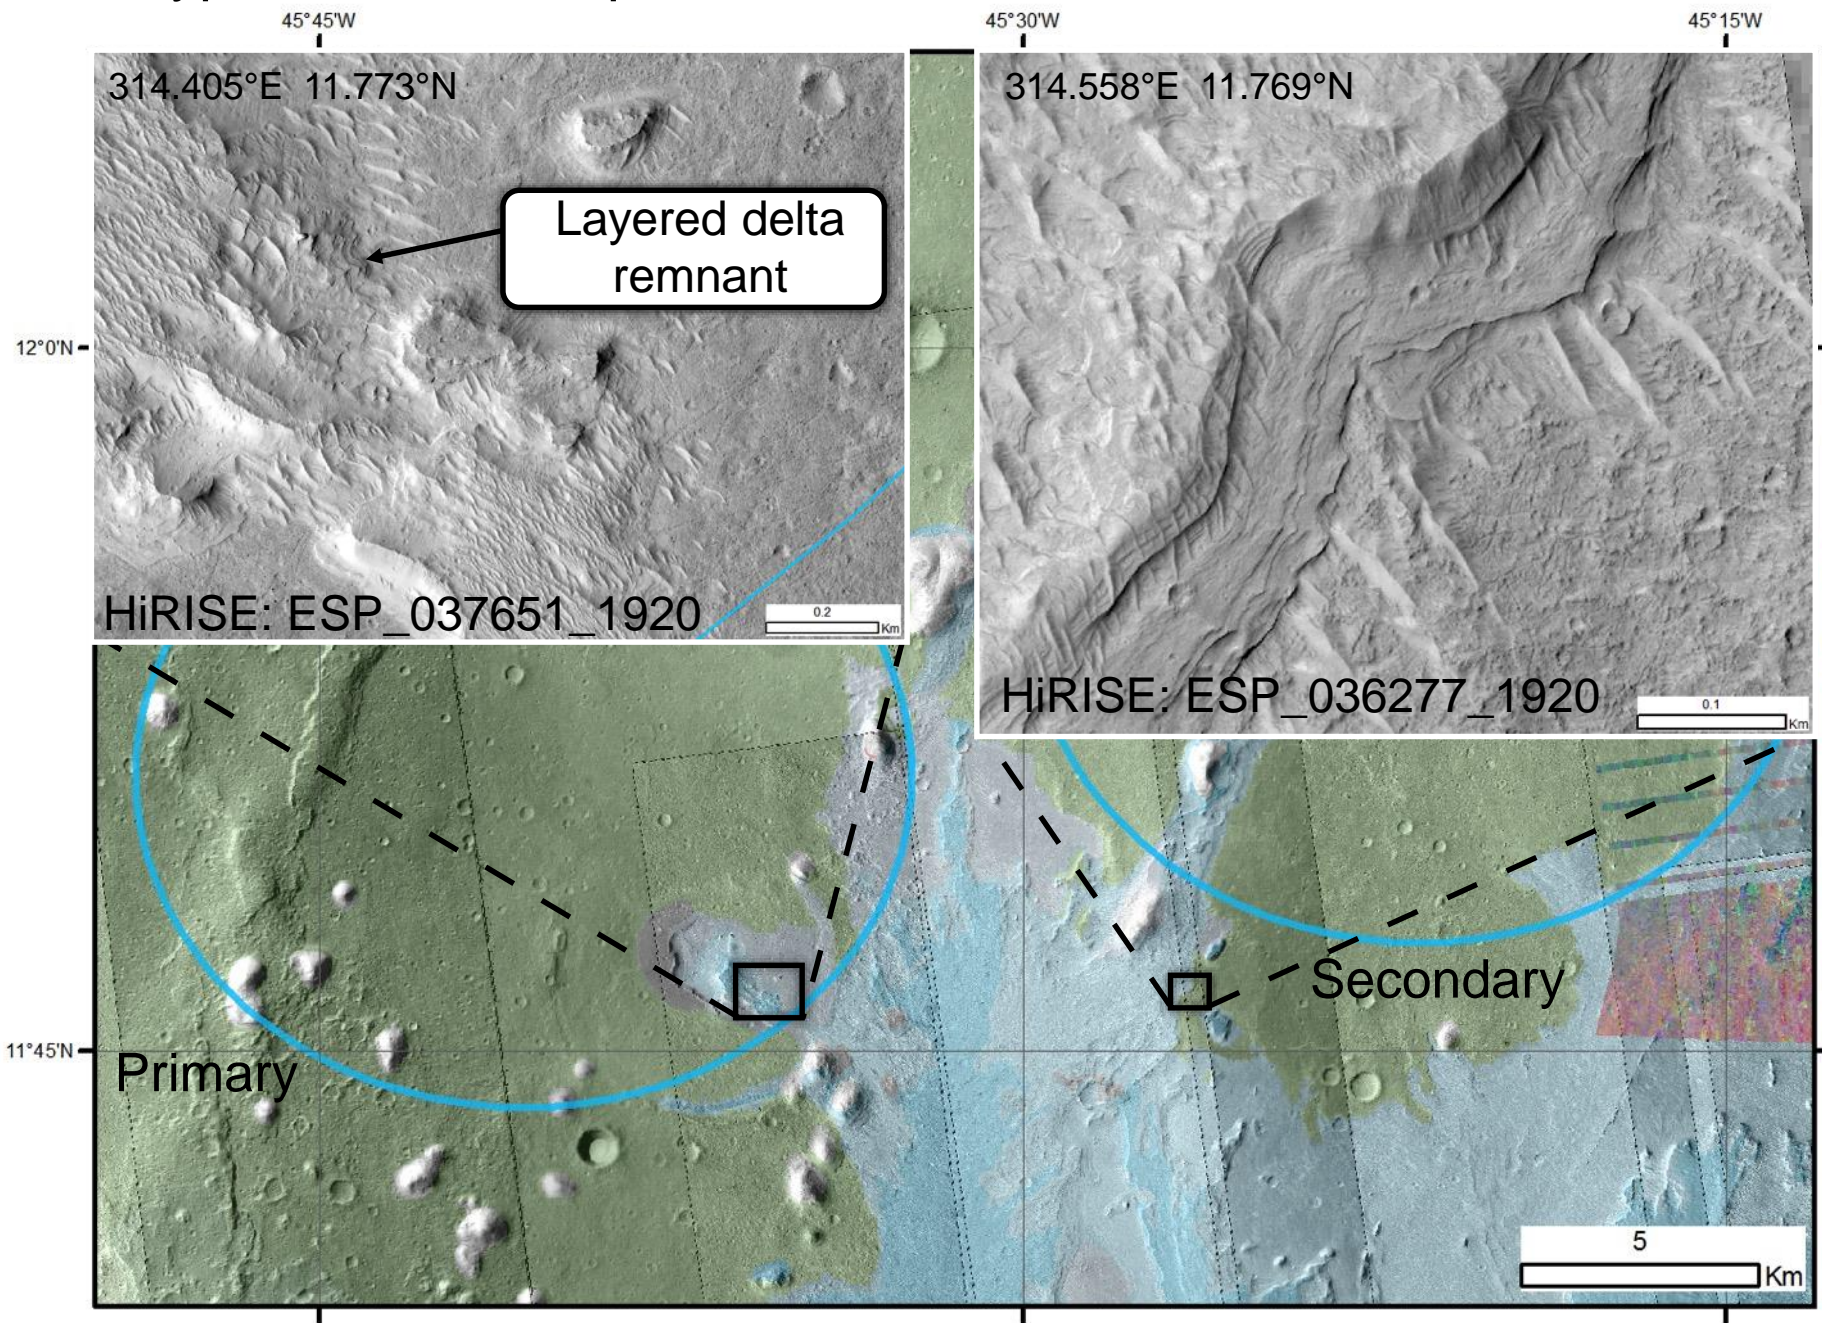 45°45'W
45°30'W
45°15'W
314.405°E 11.773°N
314.558°E 11.769°N
Layered delta
remnant
12°0'N
HiRISE: ESP_037651_1920
0.2
Km
HiRISE: ESP_036277_1920
0.1
Km
Secondary
11°45'N
Primary
5
Km